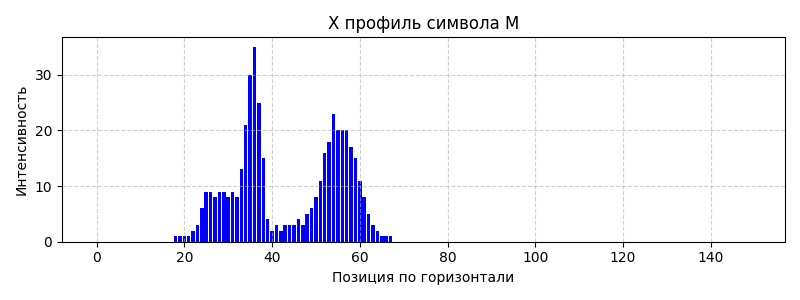 X профиль символа M
Интенсивность
30
20
10
0
0 20 40 60 80 100 120 140
Позиция по горизонтали